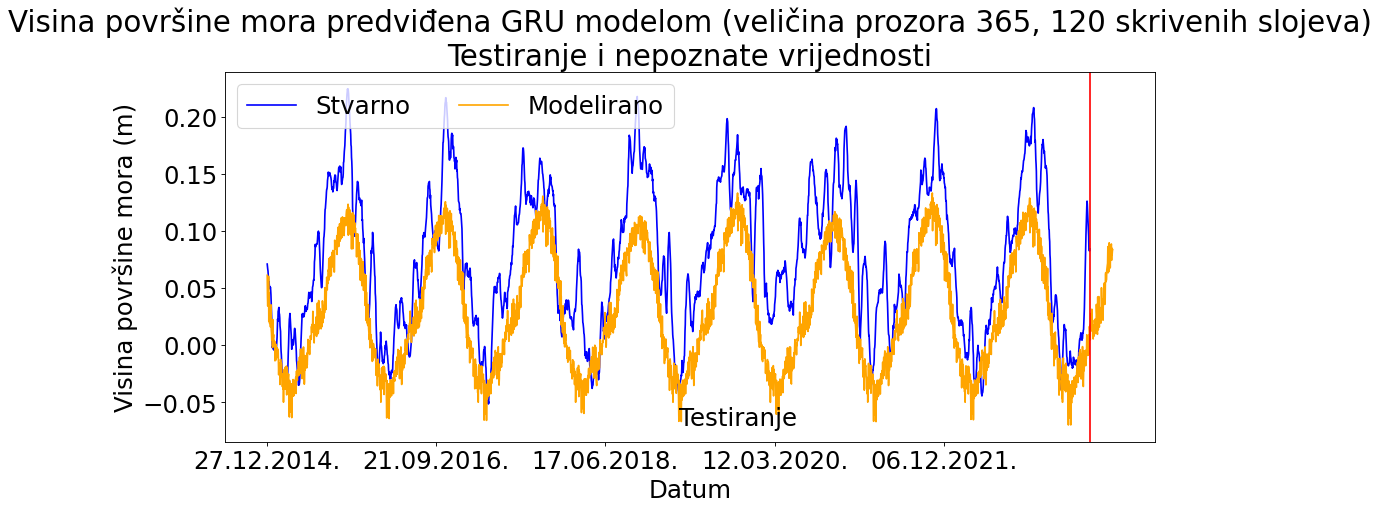 Visina površine mora predviđena GRU modelom (veličina prozora 365, 120 skrivenih slojeva)
Testiranje i nepoznate vrijednosti
Stvarno Modelirano
Visina površine mora (m)
0.20
0.15
0.10
0.05
0.00
−0.05
Testiranje
27.12.2014. 21.09.2016. 17.06.2018. 12.03.2020. 06.12.2021.
Datum